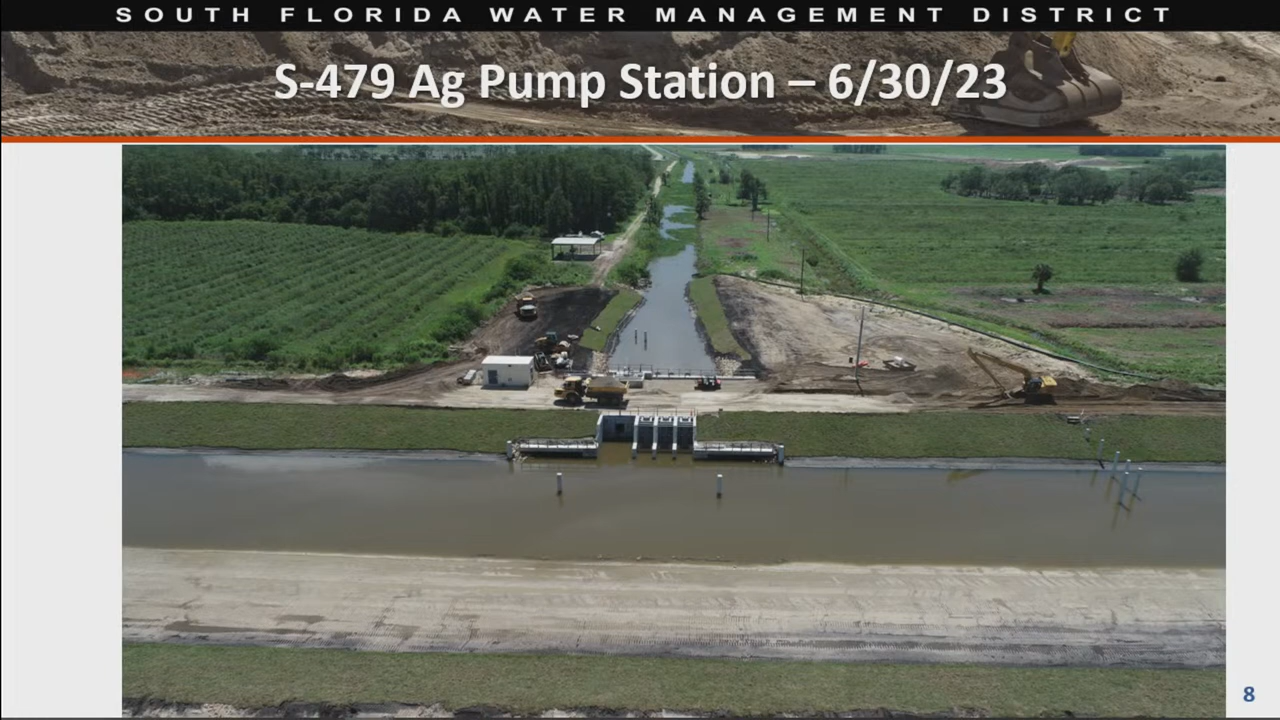 SOUTH FLORIDA WATER MANAGEMENT DISTRICT
S-479 Ag Pump Station – 6/30/23
8